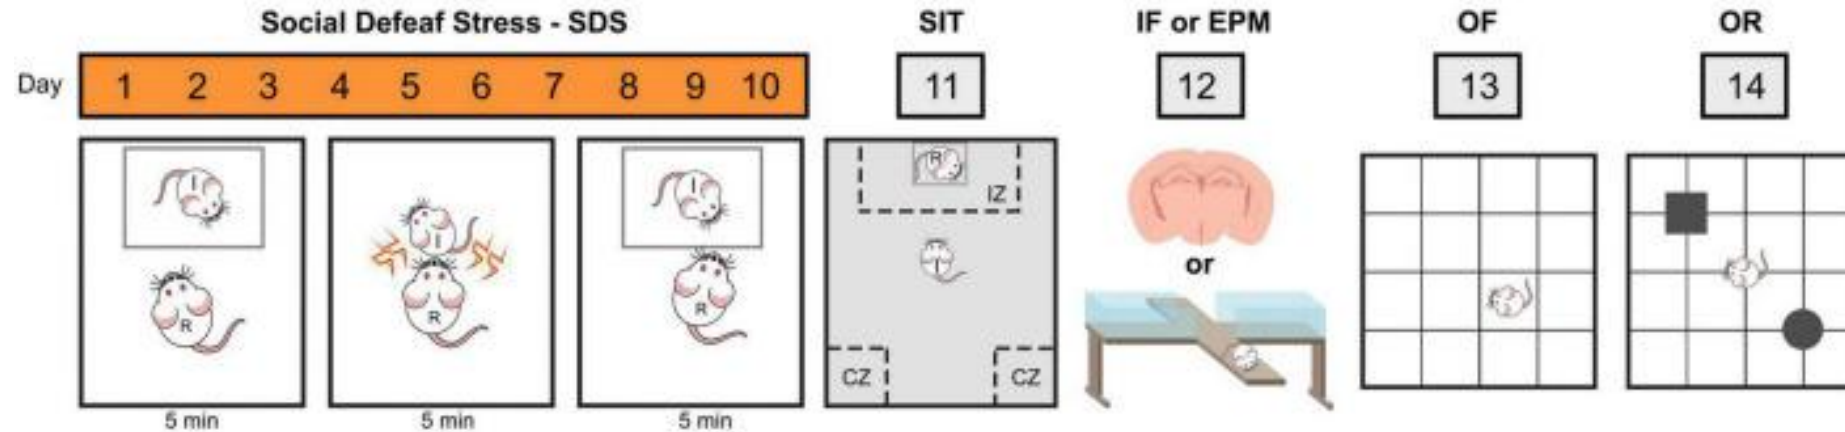 Social Defeaf Stress - SDS SIT IF or EPM OF OR
Day 1 2 3 4 5 6 7 8 9 10 11 12 13 14
I I R
R I IZ
I or
R R
CZ CZ
5 min 5 min 5 min